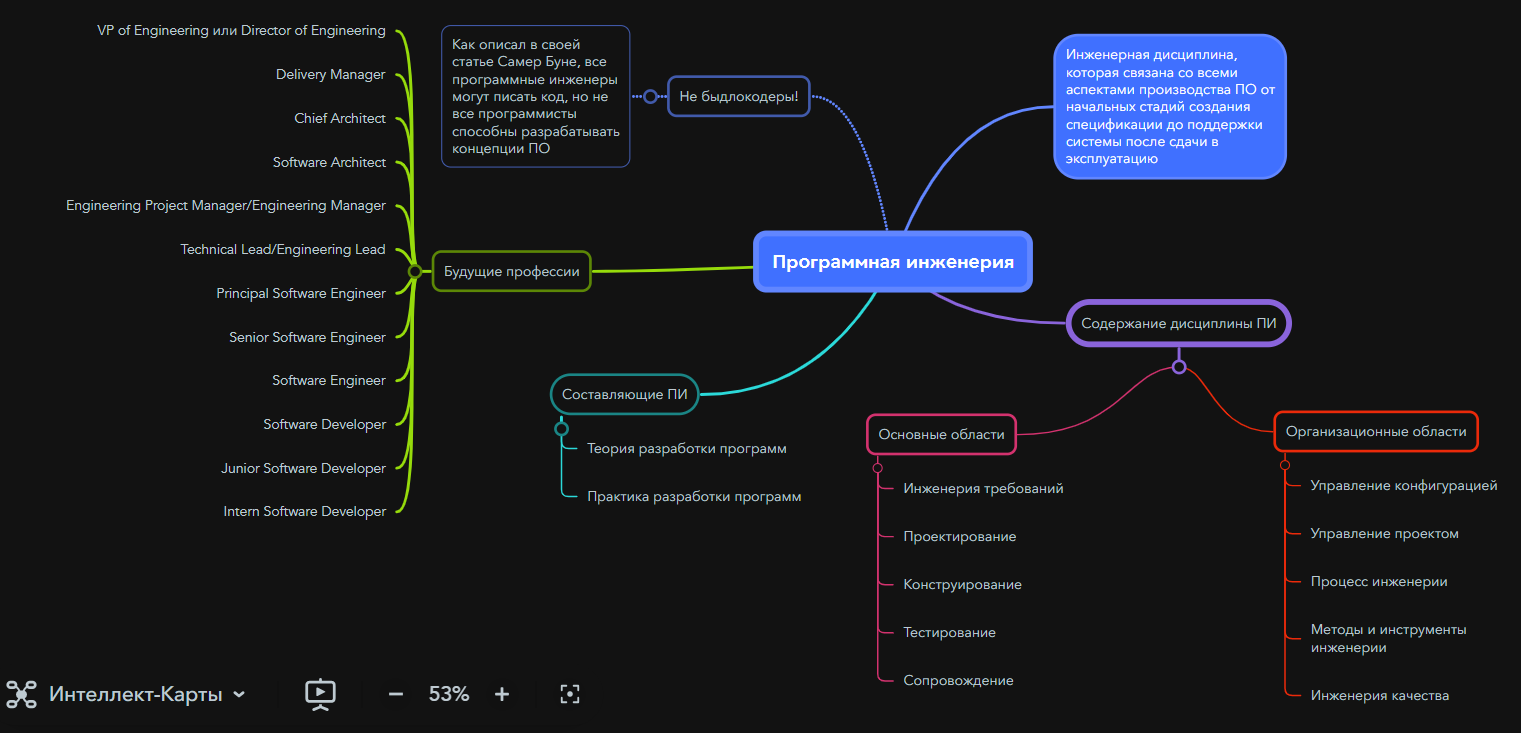 VP of Engineering или Director of Engineering
Delivery Manager
Chief Architect
Software Architect
Engineering Project Manager/Engineering Manager
Technical Lead/Engineering Lead
Principal Software Engineer
Senior Software Engineer
Software Engineer
Software Developer
Junior Software Developer
Intern Software Developer
Будущие профессии
Как описал в своей
статье Самер Буне, все
программные инженеры
могут писать код, но не
все программисты
способны разрабатывать
концепции ПО
Не быдлокодеры!
Инженерная дисциплина,
которая связана со всеми
аспектами производства ПО от
начальных стадий создания
спецификации до поддержки
системы после сдачи в
эксплуатацию
Программная инженерия
Содержание дисциплины ПИ
Составляющие ПИ
Теория разработки программ
Практика разработки программ
Основные области
Инженерия требований
Проектирование
Конструирование
Тестирование
Сопровождение
Организационные области
Управление конфигурацией
Управление проектом
Процесс инженерии
Методы и инструменты
инженерии
Инженерия качества
Интеллект-Карты
53%